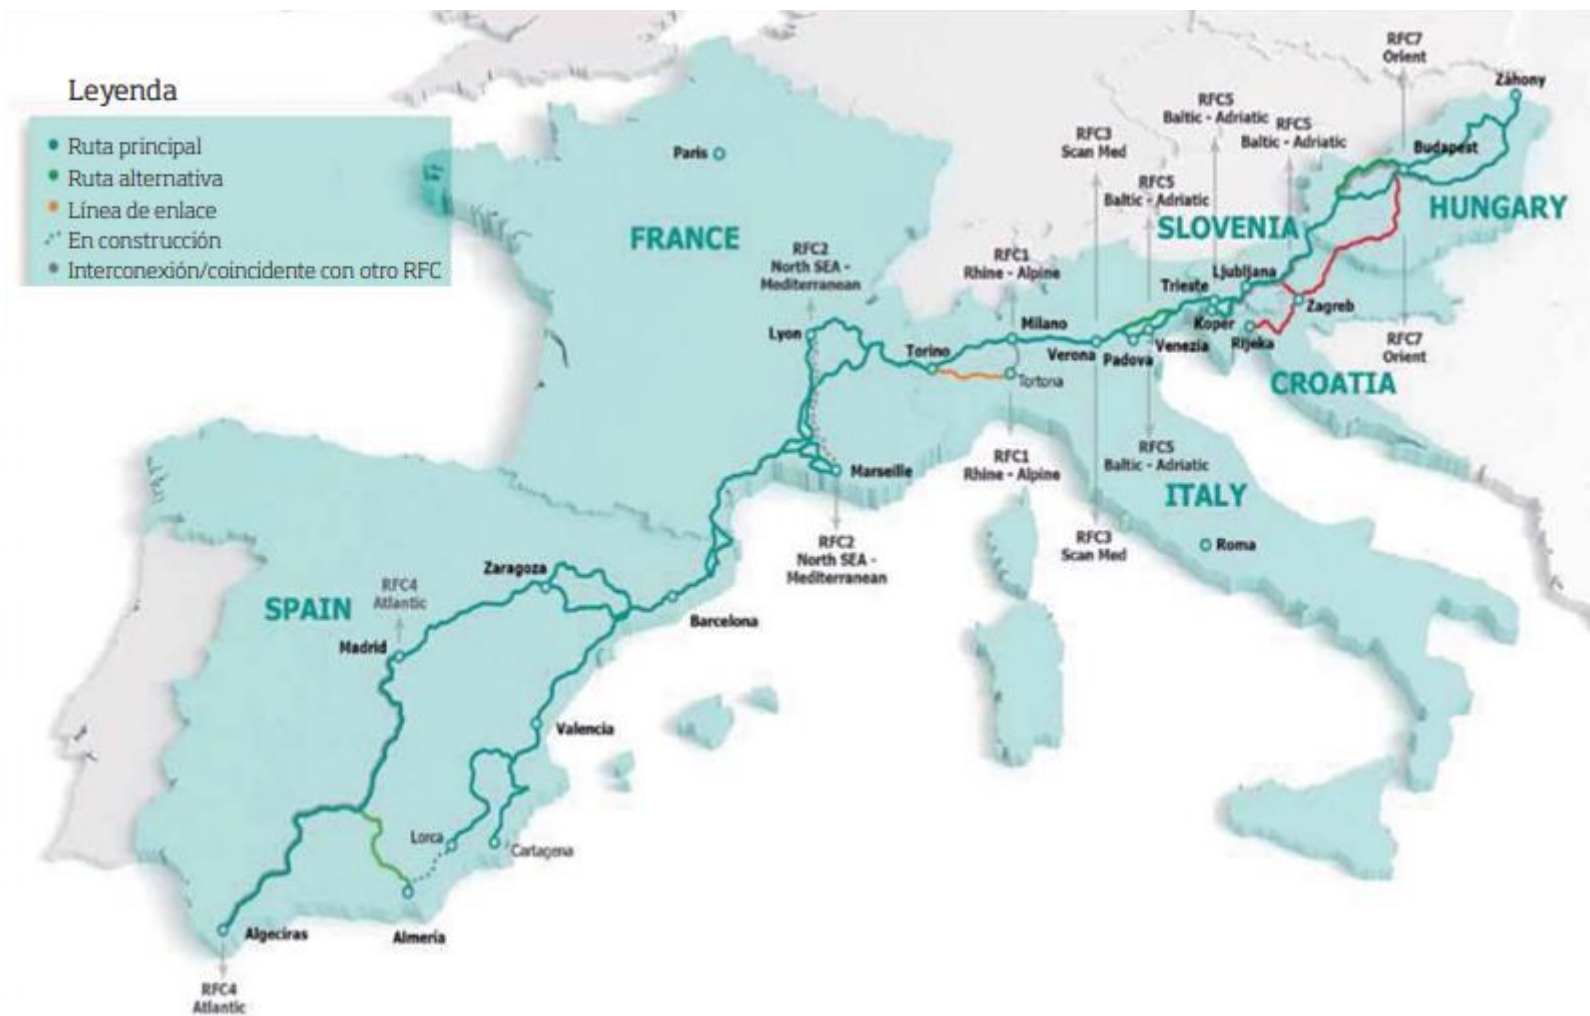 Leyenda
Ruta principal
Ruta alternativa
Línea de enlace
En construcción
Interconexión/coincidente con otro RFC
RFC7
Orient
Záhony
RFC5
Baltic - Adriatic
RFC5
Baltic - Adriatic
RFC3
Scan Med
Budapest
Paris
RFC5
Baltic - Adriatic
HUNGARY
SLOVENIA
FRANCE
RFC2
North SEA -
Mediterranean
RFC1
Rhine - Alpine
Ljubljana
Trieste
Zagreb
Koper
Rijeka
Lyon
Milano
Torino
Verona
Padova
Venezia
RFC7
Orient
Tortona
CROATIA
RFC1
Rhine - Alpine
RFC5
Baltic - Adriatic
Marseille
ITALY
RFC2
North SEA -
Mediterranean
RFC3
Scan Med
Roma
Zaragoza
RFC4
Atlantic
SPAIN
Barcelona
Madrid
Valencia
Lorca
Cartagena
Algeciras
Almería
RFC4
Atlantic